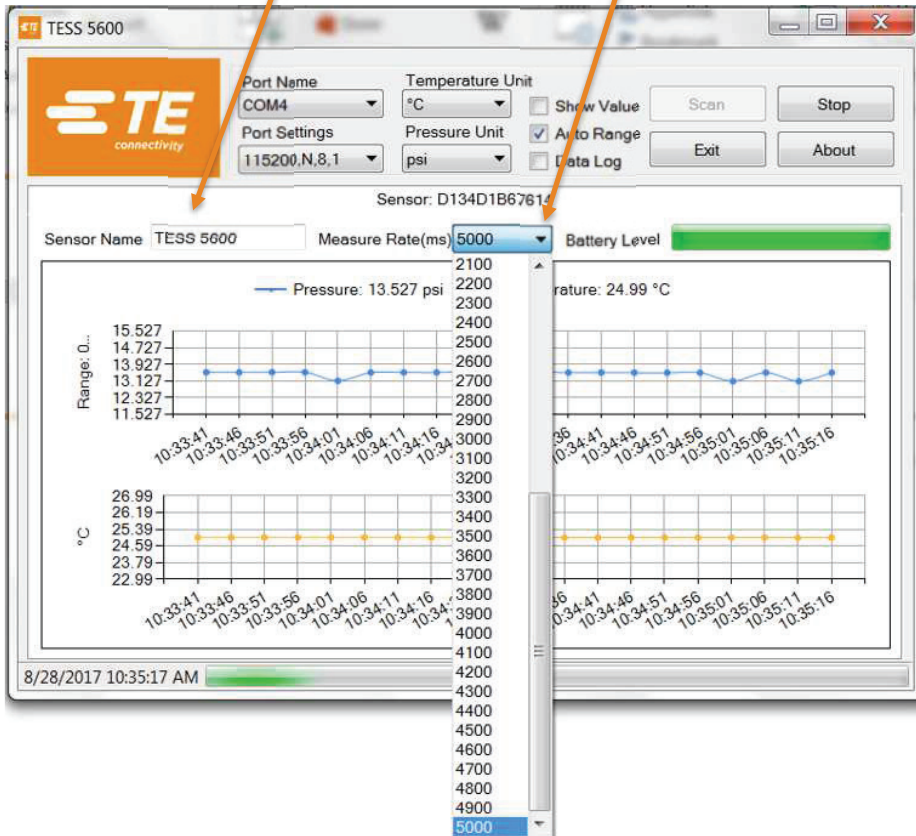 TESS 5600
TE
connectivity
Port Name
COM4
Port Settings
115200,N,8,1
Temperature Unit
°C
Pressure Unit
psi
Show Value
Auto Range
Data Log
Scan
Stop
Exit
About
Sensor: D134D1B67614
Sensor Name TESS 5600 Measure Rate(ms) 5000 Battery Level
Pressure: 13.527 psi rature: 24.99 °C
Range: 0...
15.527
14.727
13.927
13.127
12.327
11.527
10:33:41 10:33:46 10:33:51 10:33:56 10:34:01 10:34:06 10:34:11 10:34:16 10:34:41 10:34:46 10:34:51 10:34:56 10:35:01 10:35:06 10:35:11 10:35:16
°C
26.99
26.19
25.39
24.59
23.79
22.99
10:33:41 10:33:46 10:33:51 10:33:56 10:34:01 10:34:06 10:34:11 10:34:16 10:34:41 10:34:46 10:34:51 10:34:56 10:35:01 10:35:06 10:35:11 10:35:16
2100
2200
2300
2400
2500
2600
2700
2800
2900
3000
3100
3200
3300
3400
3500
3600
3700
3800
3900
4000
4100
4200
4300
4400
4500
4600
4700
4800
4900
5000
8/28/2017 10:35:17 AM